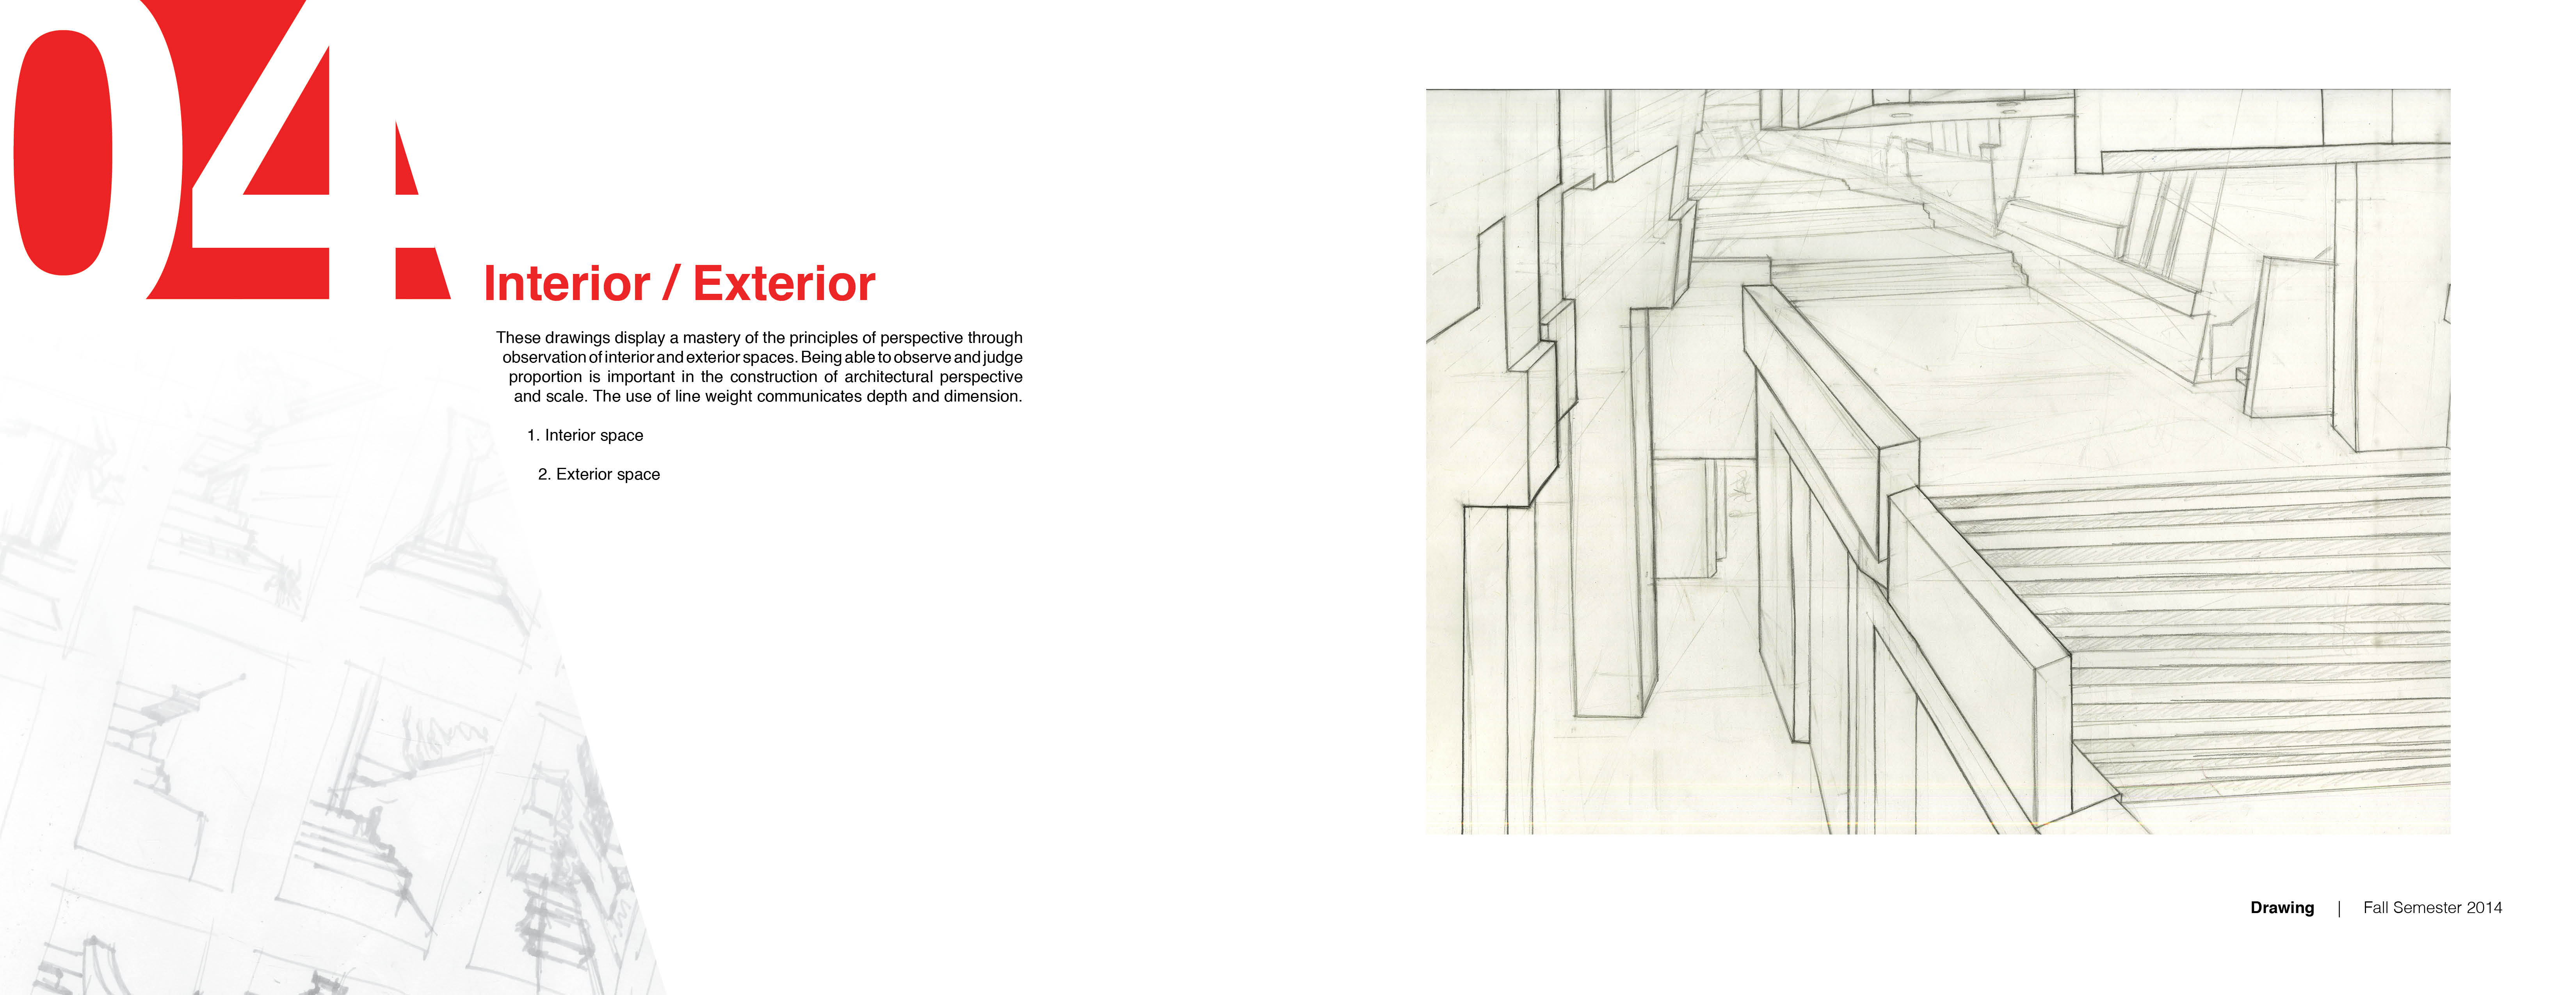 04
Interior / Exterior
These drawings display a mastery of the principles of perspective through
observation of interior and exterior spaces. Being able to observe and judge
proportion is important in the construction of architectural perspective
and scale. The use of line weight communicates depth and dimension.
1. Interior space
2. Exterior space
Drawing | Fall Semester 2014